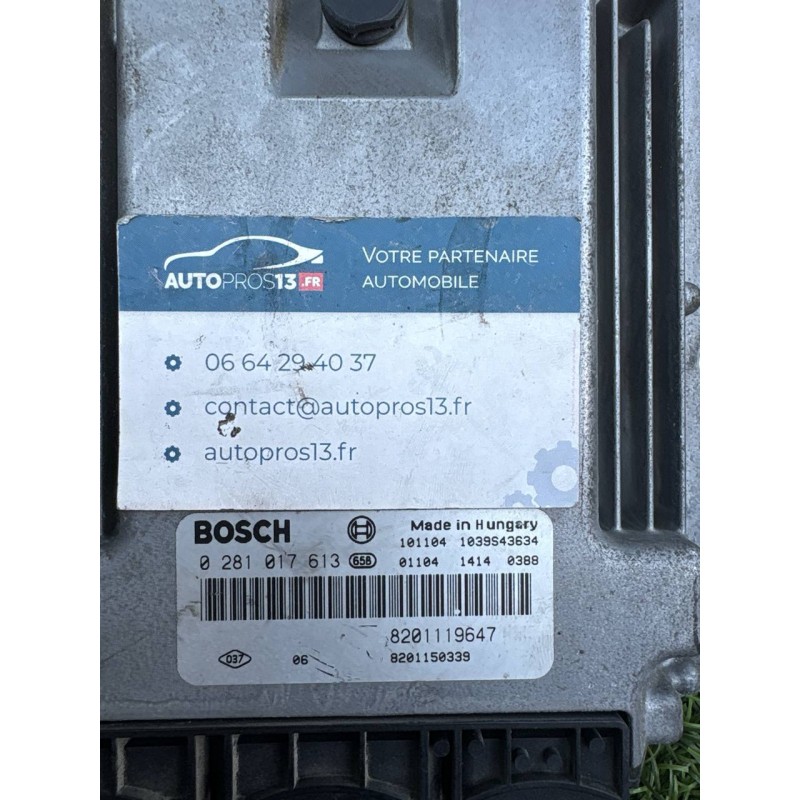 AUTOPROS13.FR
VOTRE PARTENAIRE
AUTOMOBILE
06 64 29 40 37
contact@autopros13.fr
autopros13.fr
BOSCH
Made in Hungary
101104 1039S43634
0 281 017 613 65B 01104 1414 0388
8201119647
037 06 8201150339